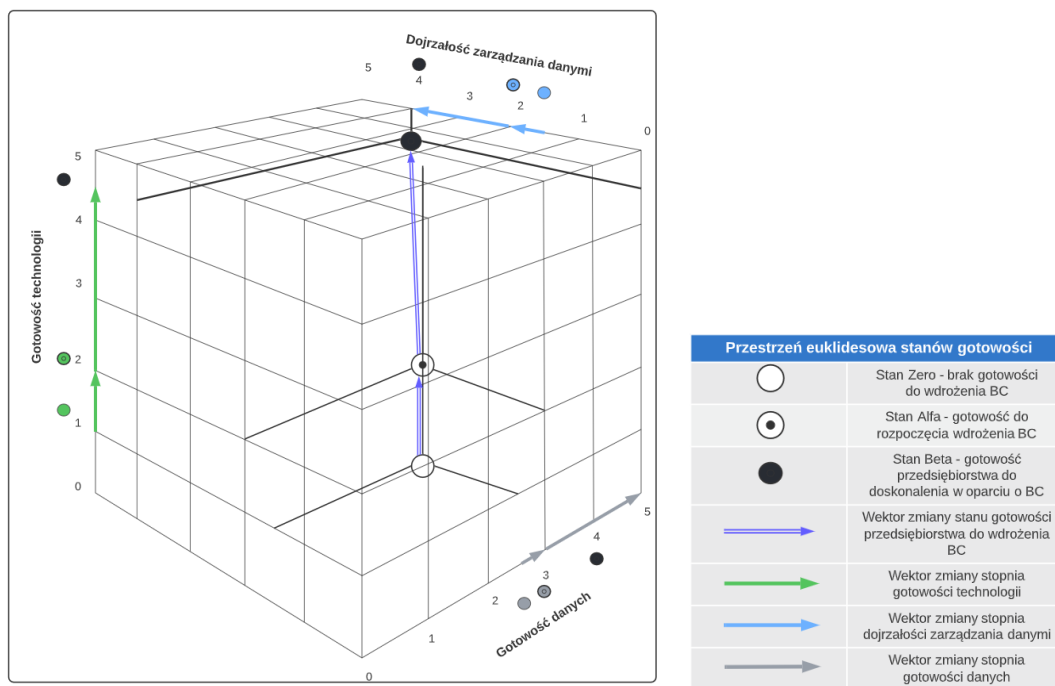 Dojrzałość zarządzania danymi
5
4
3
2
1
0
Gotowość technologii
5
4
3
2
1
0
Gotowość danych
0
1
2
3
4
5
Przestrzeń euklidesowa stanów gotowości
Stan Zero - brak gotowości
do wdrożenia BC
Stan Alfa - gotowość do
rozpoczęcia wdrożenia BC
Stan Beta - gotowość
przedsiębiorstwa do
doskonalenia w oparciu o BC
Wektor zmiany stanu gotowości
przedsiębiorstwa do wdrożenia
BC
Wektor zmiany stopnia
gotowości technologii
Wektor zmiany stopnia
dojrzałości zarządzania danymi
Wektor zmiany stopnia
gotowości danych